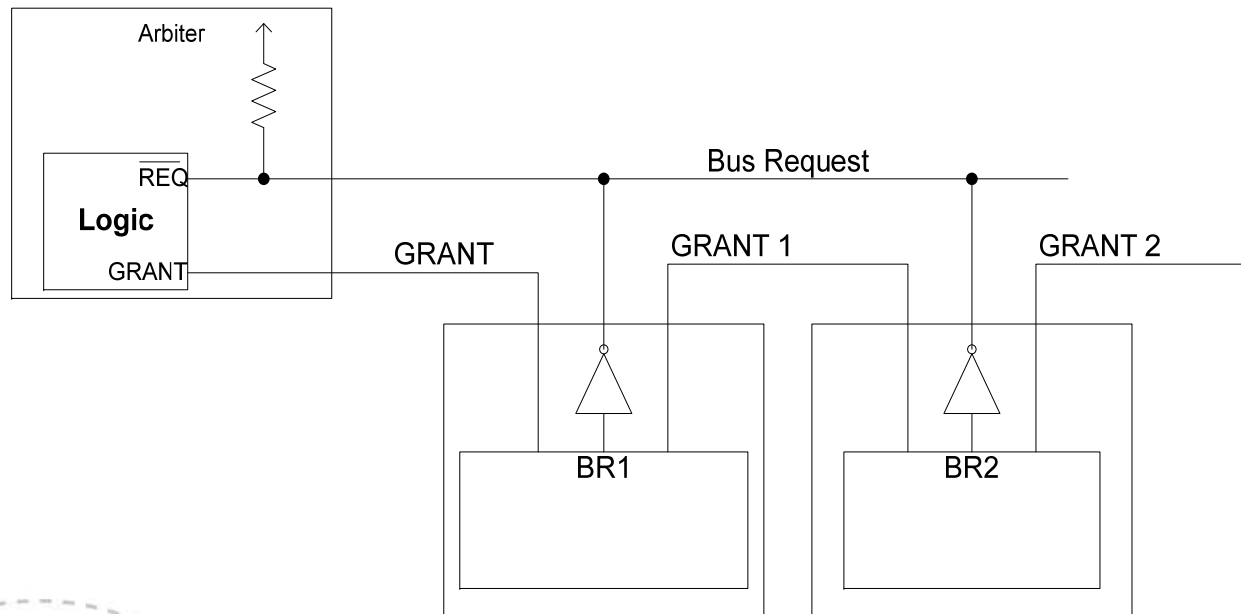 Arbiter
REQ
Logic
GRANT
Bus Request
GRANT
GRANT 1
GRANT 2
BR1
BR2